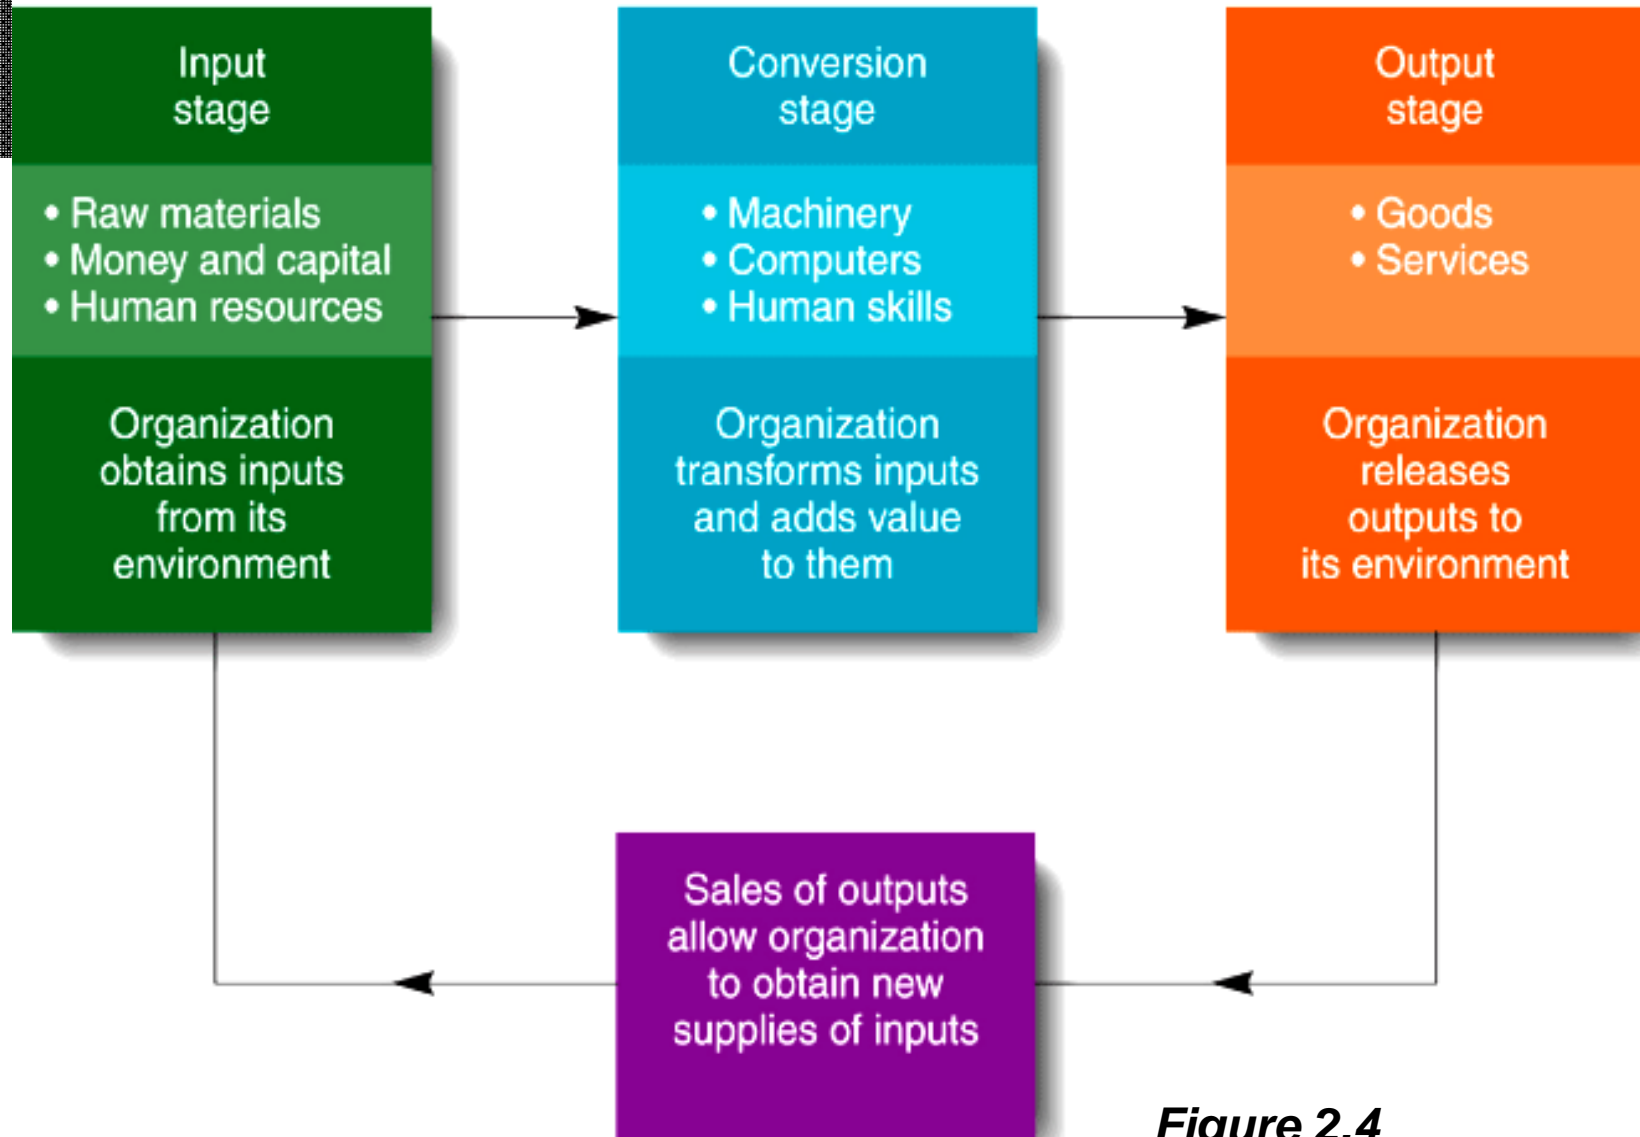 Input
stage
• Raw materials
• Money and capital
• Human resources
Organization
obtains inputs
from its
environment
Conversion
stage
• Machinery
• Computers
• Human skills
Organization
transforms inputs
and adds value
to them
Output
stage
• Goods
• Services
Organization
releases
outputs to
its environment
Sales of outputs
allow organization
to obtain new
supplies of inputs
Figure 2.4